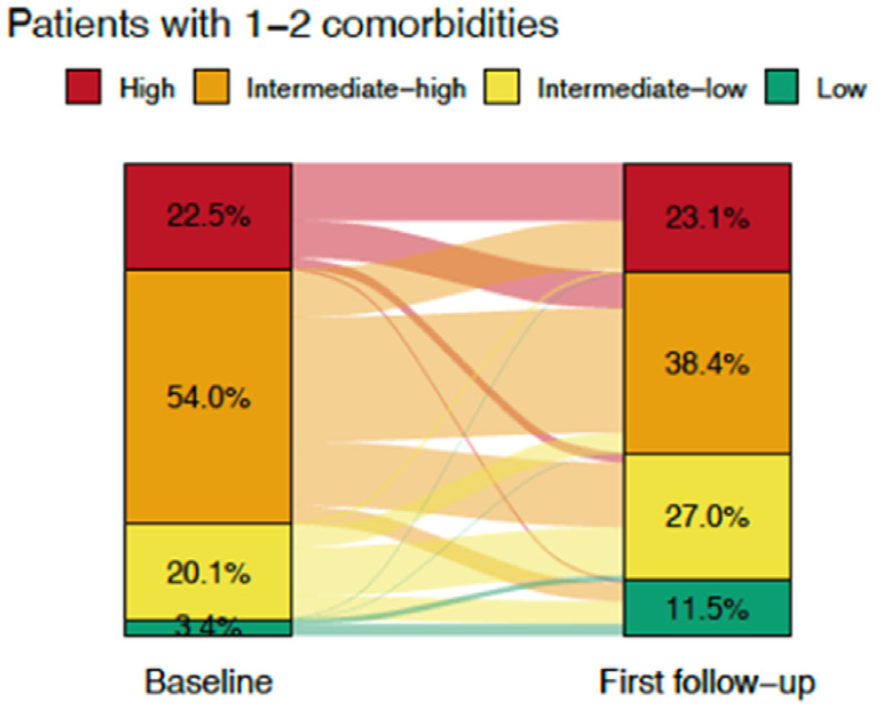 Patients with 1–2 comorbidities
High Intermediate–high Intermediate–low Low
22.5% 23.1%
54.0% 38.4%
20.1% 27.0%
3.4% 11.5%
Baseline First follow–up